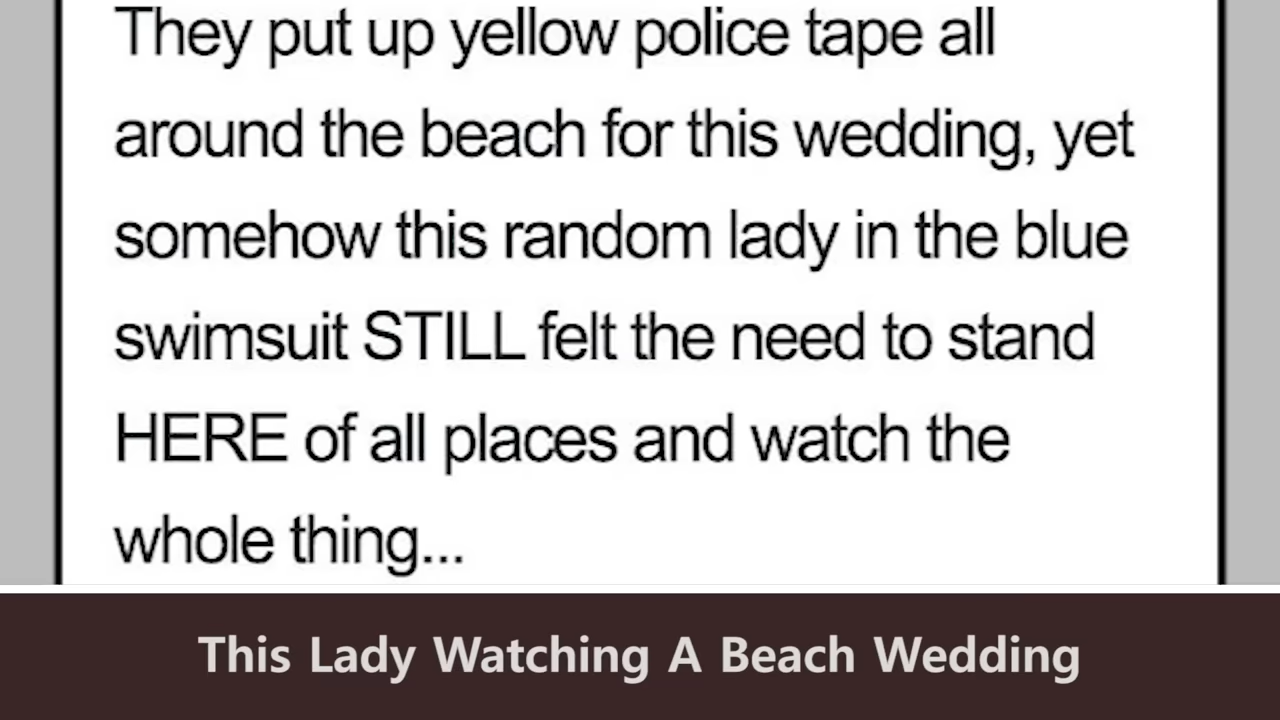 They put up yellow police tape all
around the beach for this wedding, yet
somehow this random lady in the blue
swimsuit STILL felt the need to stand
HERE of all places and watch the
whole thing...
This Lady Watching A Beach Wedding